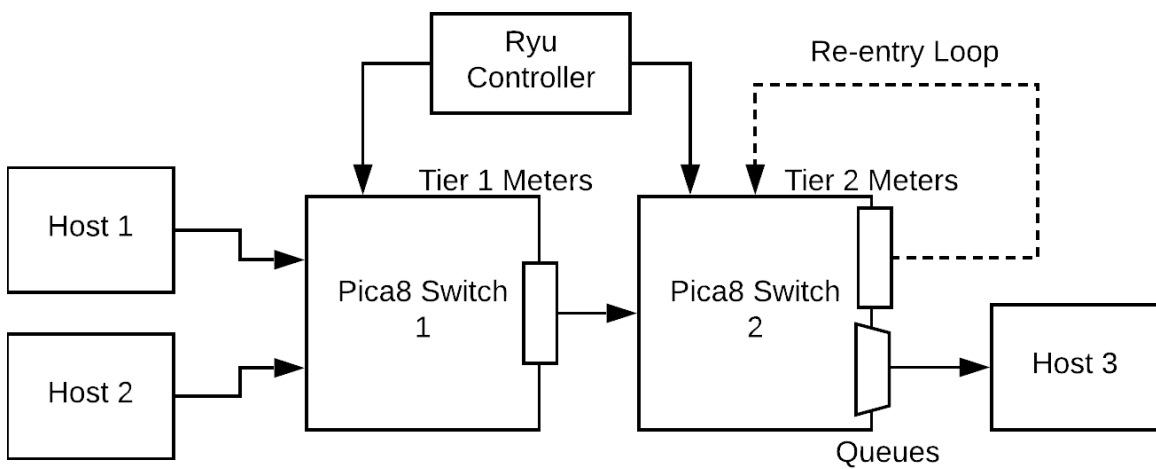 Ryu
Controller
Re-entry Loop
Tier 1 Meters
Tier 2 Meters
Host 1
Pica8 Switch
1
Pica8 Switch
2
Host 2
Host 3
Queues